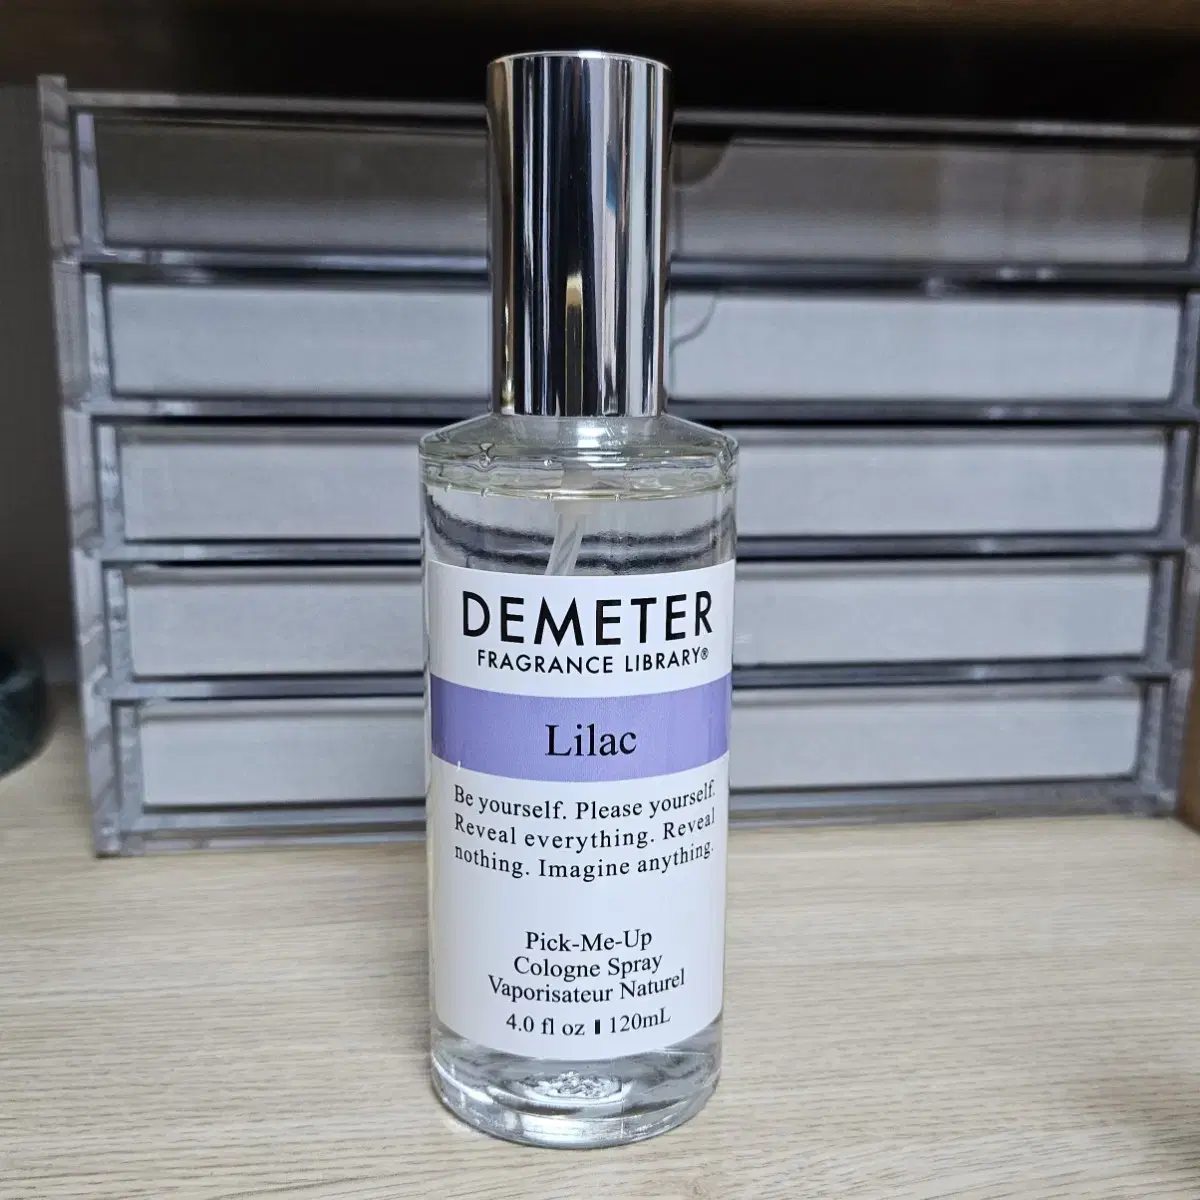 DEMETER
FRAGRANCE LIBRARY®
Lilac
Be yourself. Please yourself.
Reveal everything. Reveal
nothing. Imagine anything.
Pick-Me-Up
Cologne Spray
Vaporisateur Naturel
4.0 fl oz ▮ 120mL